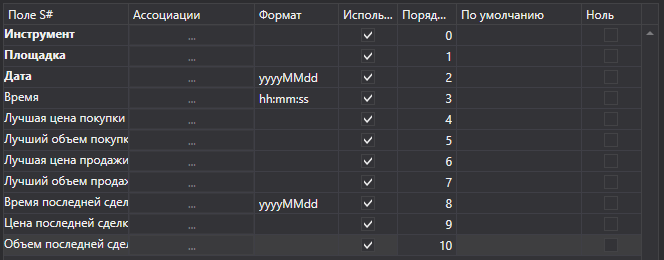 Поле S# Ассоциации Формат Исполь... Поряд... По умолчанию Ноль
Инструмент ... 0
Площадка ... 1
Дата ... yyyyMMdd 2
Время ... hh:mm:ss 3
Лучшая цена покупки ... 4
Лучший объем покупк ... 5
Лучшая цена продажи ... 6
Лучший объем продаж ... 7
Время последней сдел ... yyyyMMdd 8
Цена последней сделк ... 9
Объем последней сдел ... 10